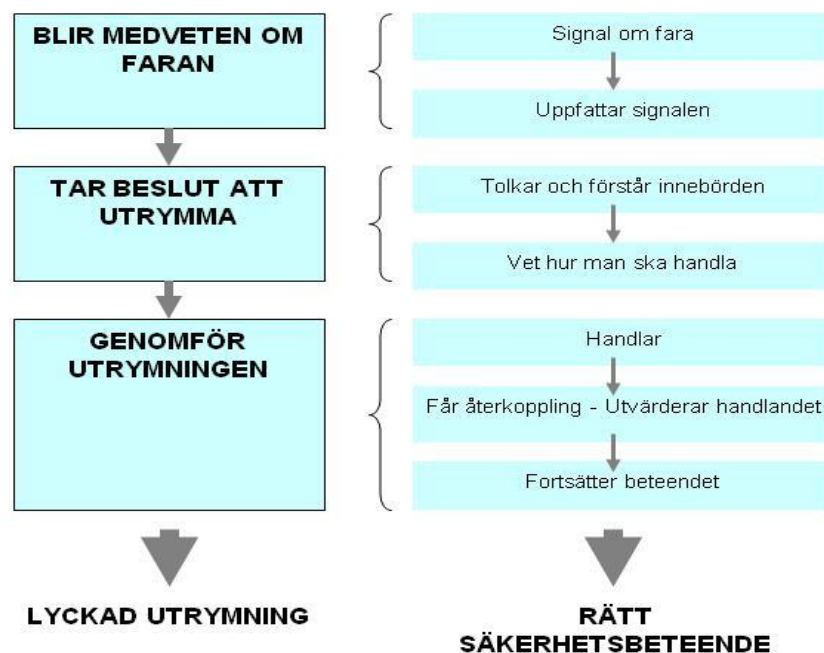 BLIR MEDVETEN OM
FARAN
Signal om fara
Uppfattar signalen
TAR BESLUT ATT
UTRYMMA
Tolkar och förstår innebörden
Vet hur man ska handla
GENOMFÖR
UTRYMNINGEN
Handlar
Får återkoppling - Utvärderar handlandet
Fortsätter beteendet
LYCKAD UTRYMNING
RÄTT
SÄKERHETSBETEENDE